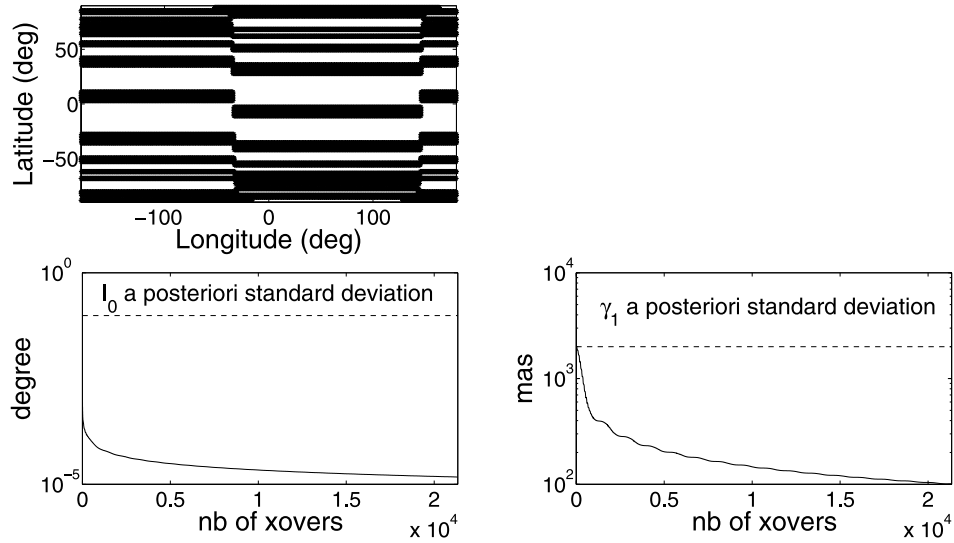 Latitude (deg)
50
0
−50
−100
0
100
Longitude (deg)
10^0
I_0 a posteriori standard deviation
degree
10^−5
0
0.5
1
1.5
2
nb of xovers
x 10^4
10^4
γ_1 a posteriori standard deviation
mas
10^3
10^2
0
0.5
1
1.5
2
nb of xovers
x 10^4